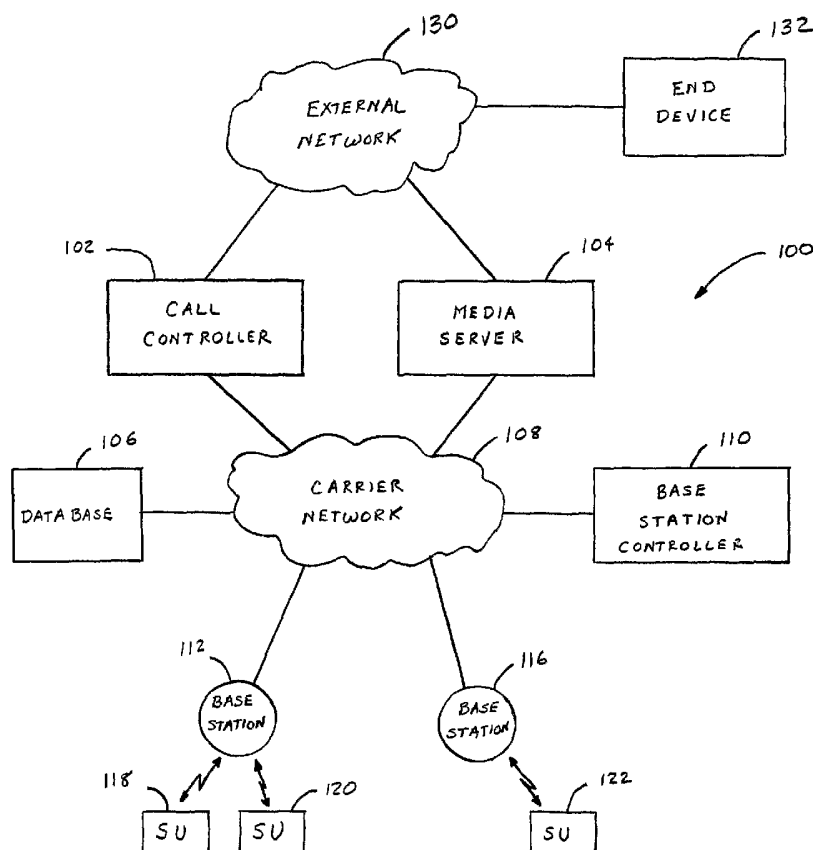 130
132
EXTERNAL
NETWORK
END
DEVICE
102
104
100
CALL
CONTROLLER
MEDIA
SERVER
106
108
110
DATA BASE
CARRIER
NETWORK
BASE
STATION
CONTROLLER
112
116
BASE
STATION
BASE
STATION
118
120
122
SU
SU
SU